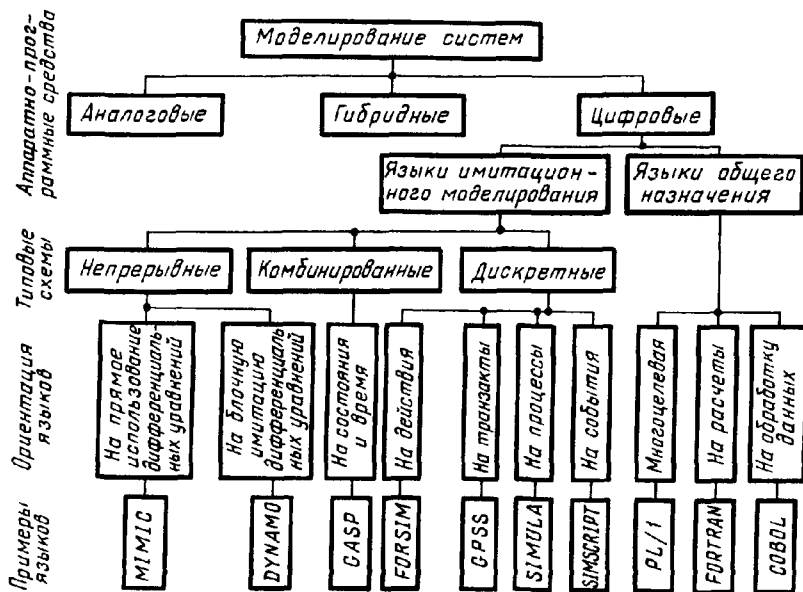 Аппаратно-прог-
раммные средства
Моделирование систем
Аналоговые
Гибридные
Цифровые
Языки имитацион-
ного моделирования
Языки общего
назначения
Типовые
схемы
Непрерывные
Комбинированные
Дискретные
Ориентация
языков
На прямое
использование
дифференциаль-
ных уравнений
На блочную
имитацию
дифференциаль
ных уравнений
На состояния
и время
На действия
На транзакты
На процессы
На события
Многоцелевая
На расчеты
На обработку
данных
Примеры
языков
MIMIC
DYNAMO
GASP
FORSIM
GPSS
SIMULA
SIMSCRIPT
PL/1
FORTRAN
COBOL